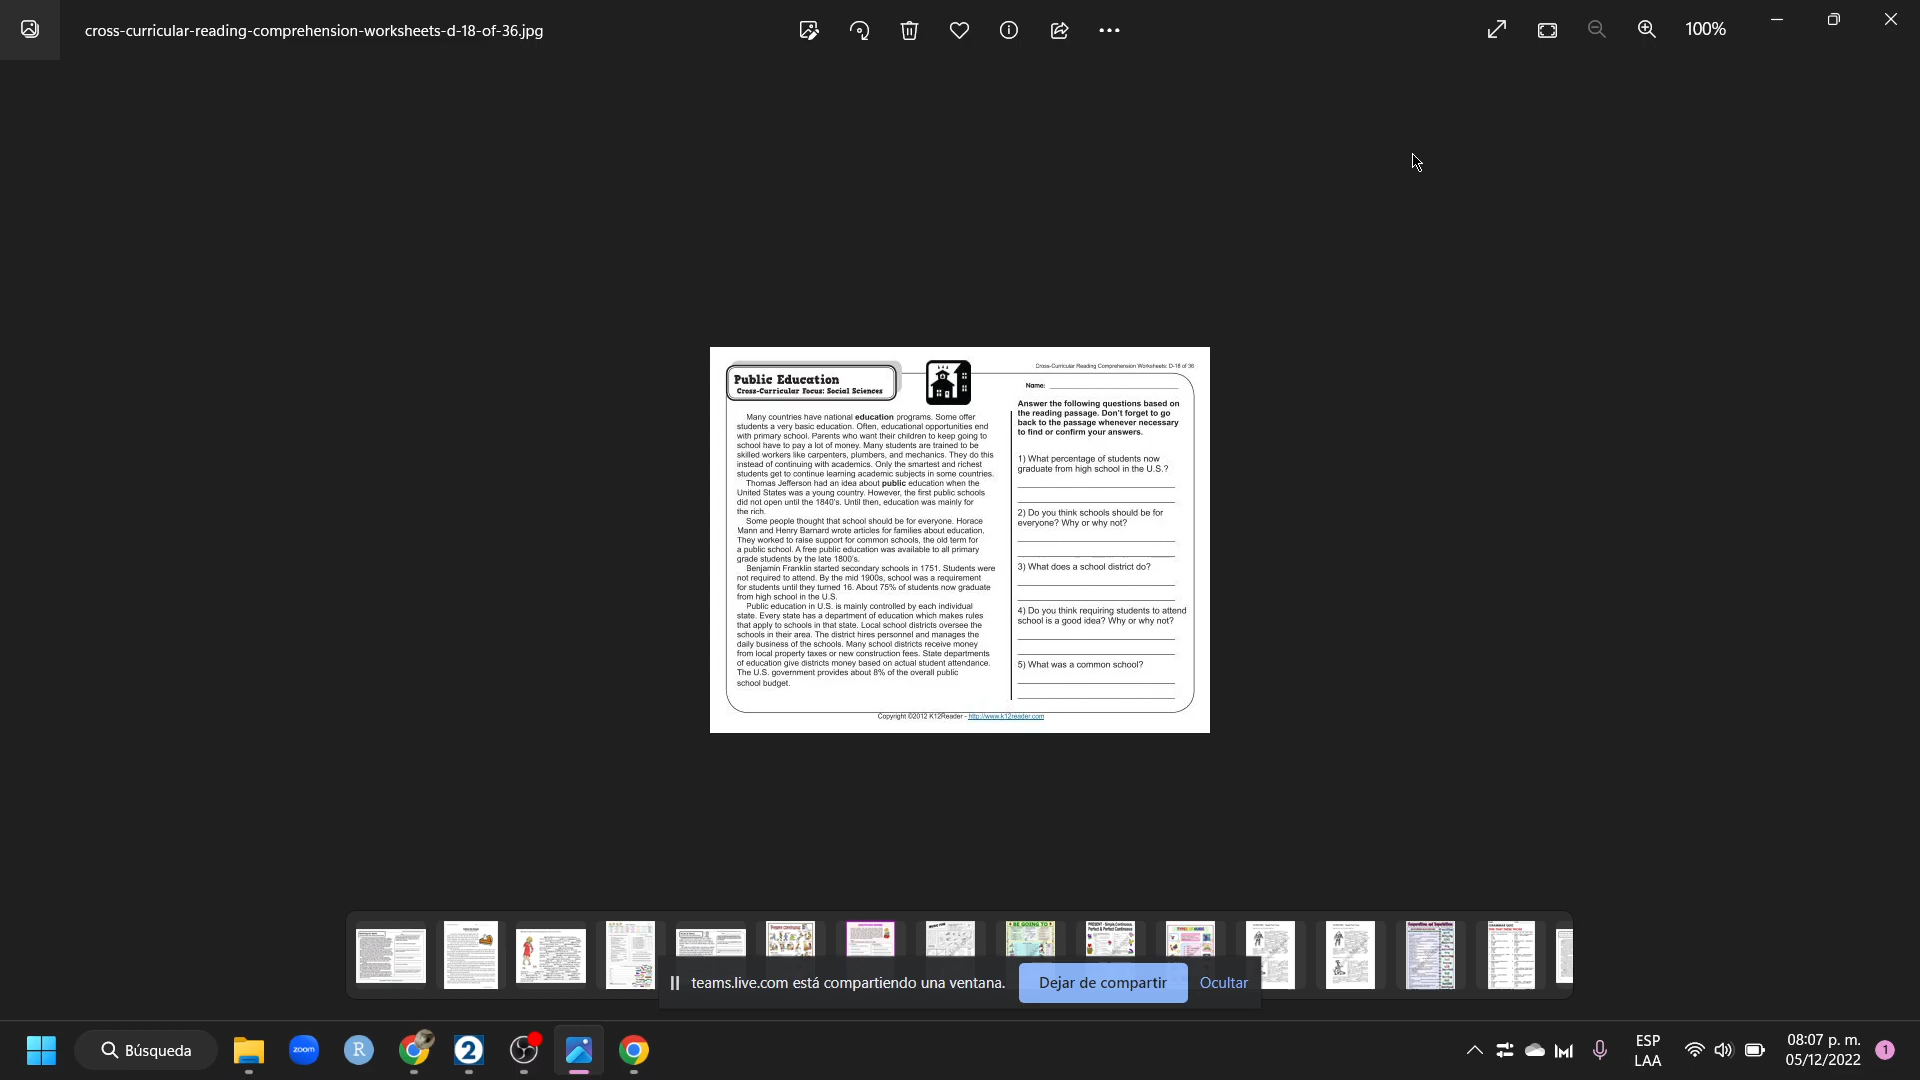 cross-curricular-reading-comprehension-worksheets-d-18-of-36.jpg
100%
Cross-Curricular Reading Comprehension Worksheets: D-18 of 36
Public Education
Cross-Curricular Focus: Social Sciences
Many countries have national education programs. Some offer
students a very basic education. Often, educational opportunities end
with primary school. Parents who want their children to keep going to
school have to pay a lot of money. Many students are trained to be
skilled workers like carpenters, plumbers, and mechanics. They do this
instead of continuing with academics. Only the smartest and richest
students get to continue learning academic subjects in some countries.
Thomas Jefferson had an idea about public education when the
United States was a young country. However, the first public schools
did not open until the 1840's. Until then, education was mainly for
the rich.
Some people thought that school should be for everyone. Horace
Mann and Henry Barnard wrote articles for families about education.
They worked to raise support for common schools, the old term for
a public school. A free public education was available to all primary
grade students by the late 1800's.
Benjamin Franklin started secondary schools in 1751. Students were
not required to attend. By the mid 1900s, school was a requirement
for students until they turned 16. About 75% of students now graduate
from high school in the U.S.
Public education in U.S. is mainly controlled by each individual
state. Every state has a department of education which makes rules
that apply to schools in that state. Local school districts oversee the
schools in their area. The district hires personnel and manages the
daily business of the schools. Many school districts receive money
from local property taxes or new construction fees. State departments
of education give districts money based on actual student attendance.
The U.S. government provides about 8% of the overall public
school budget.
Name:
Answer the following questions based on
the reading passage. Don't forget to go
back to the passage whenever necessary
to find or confirm your answers.
1) What percentage of students now
graduate from high school in the U.S.?
2) Do you think schools should be for
everyone? Why or why not?
3) What does a school district do?
4) Do you think requiring students to attend
school is a good idea? Why or why not?
5) What was a common school?
Copyright ©2012 K12Reader - http://www.k12reader.com
BE GOING TO
teams.live.com está compartiendo una ventana.
Dejar de compartir
Ocultar
Búsqueda
zoom
R
2
ESP
LAA
08:07 p. m.
05/12/2022
1